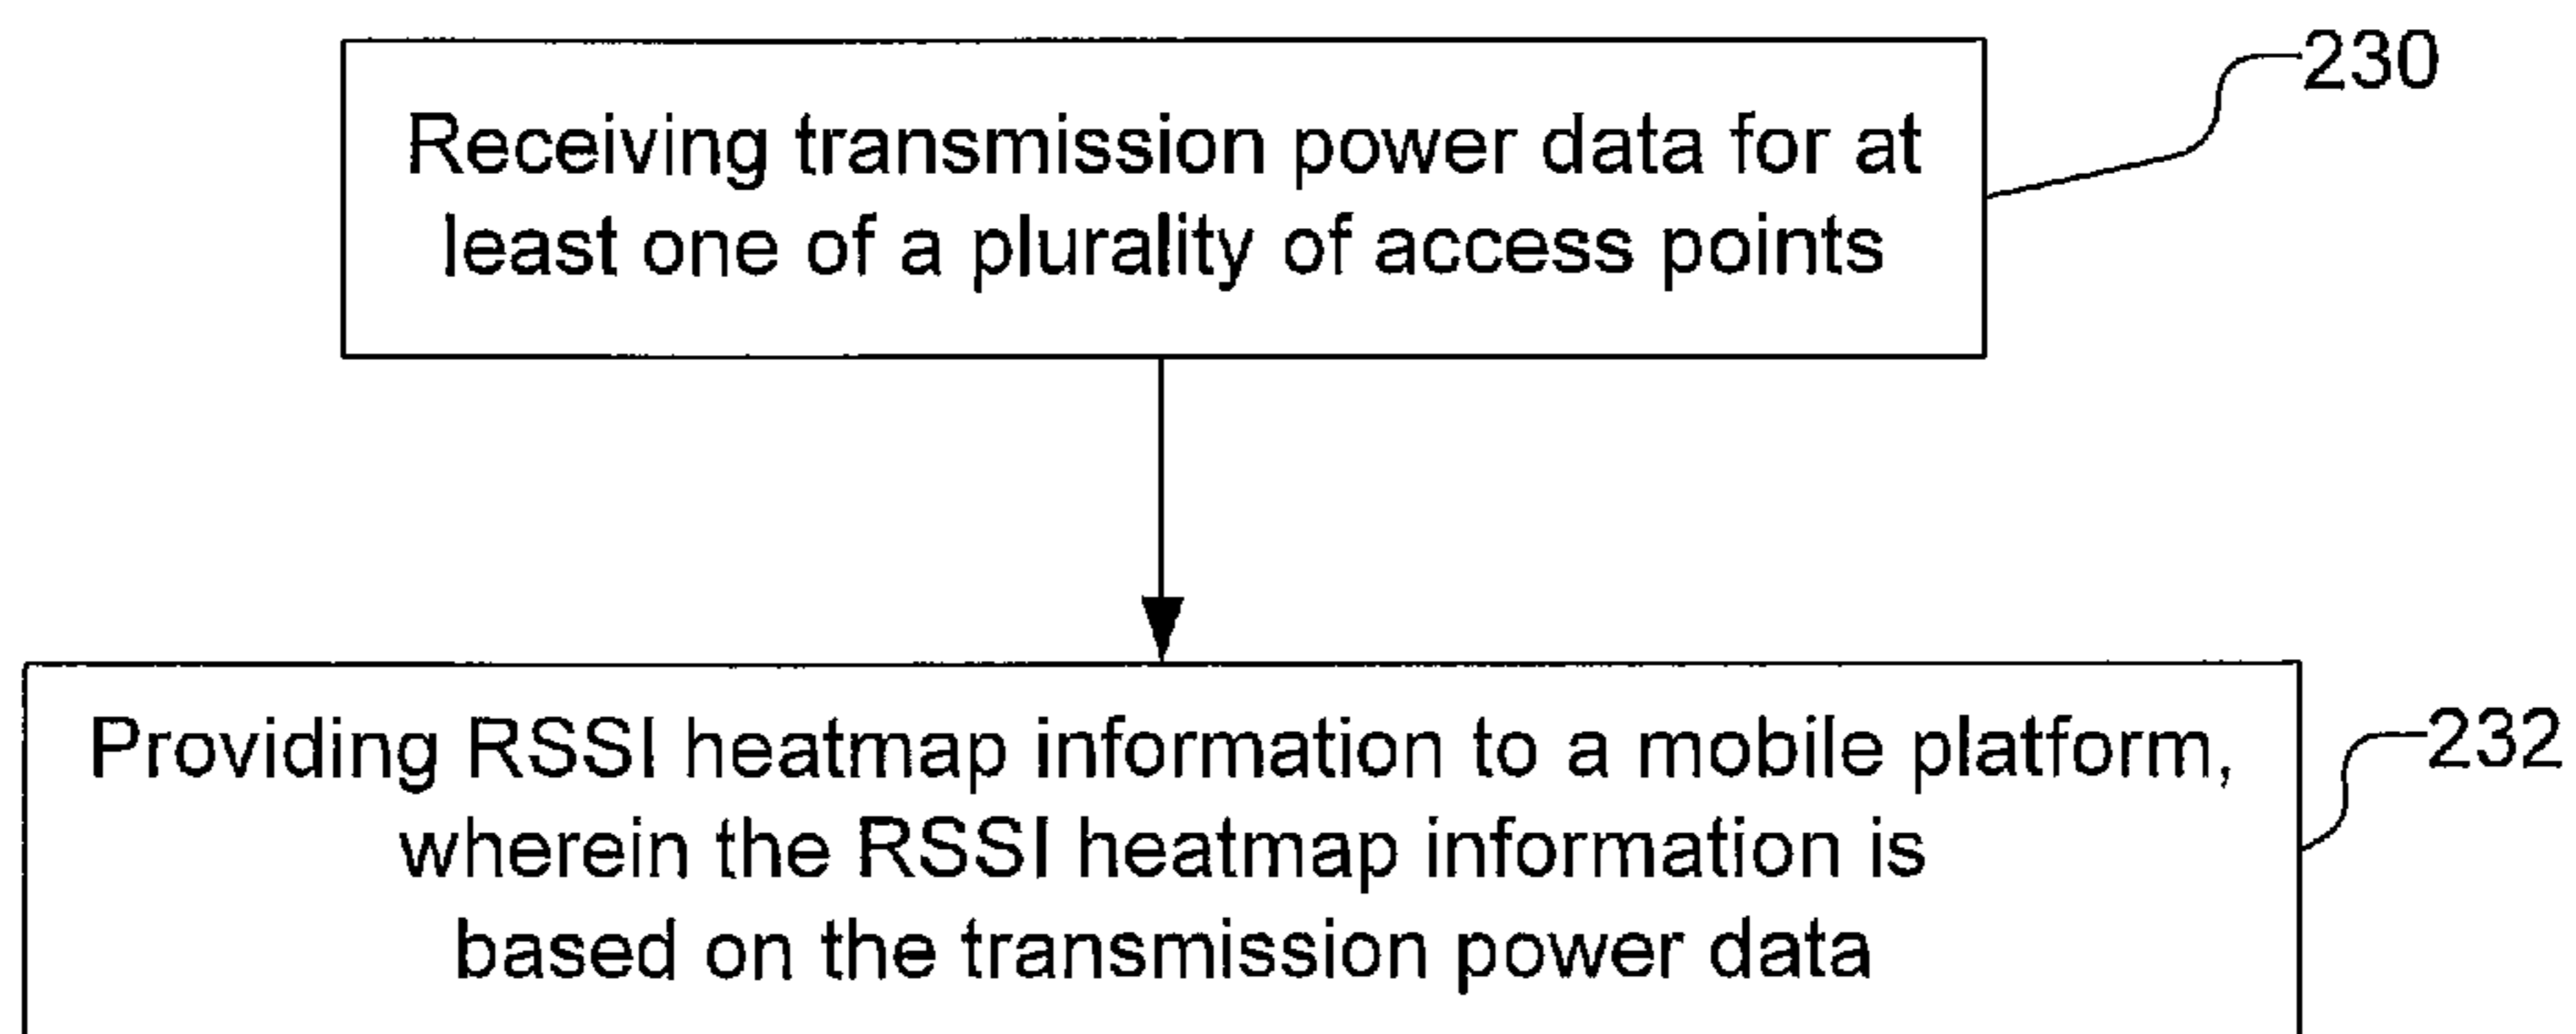 230
Receiving transmission power data for at
least one of a plurality of access points
Providing RSSI heatmap information to a mobile platform,
wherein the RSSI heatmap information is
based on the transmission power data
232